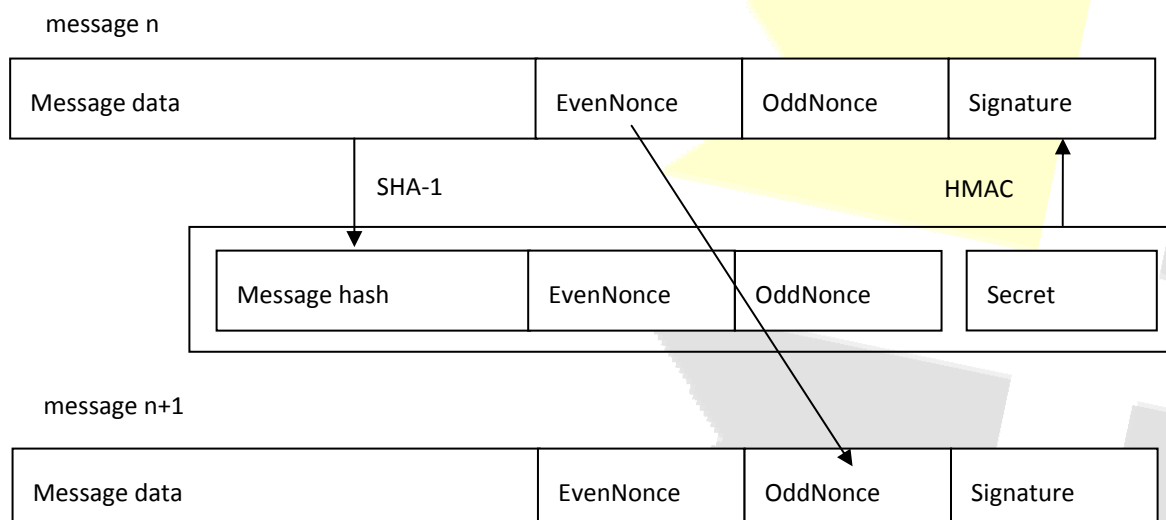 message n
Message data EvenNonce OddNonce Signature
SHA-1 HMAC
Message hash EvenNonce OddNonce Secret
message n+1
Message data EvenNonce OddNonce Signature